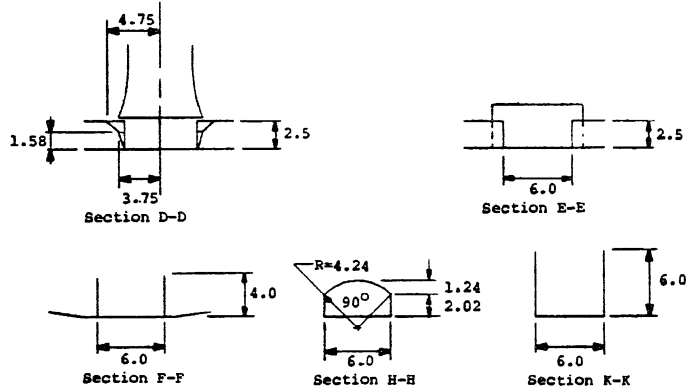 4.75
1.58
2.5
3.75
Section D-D
2.5
6.0
Section E-E
4.0
6.0
Section F-F
R=4.24
90°
1.24
2.02
6.0
Section H-H
6.0
6.0
Section K-K